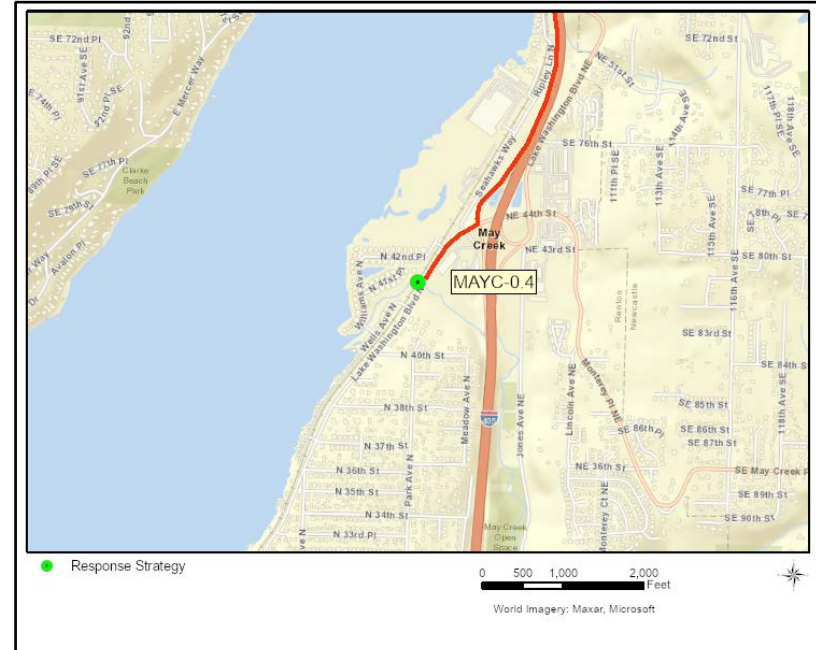 SE 72nd Pl
92nd
SE 72nd St
SE 74th Pl
91st Ave SE
92nd Pl SE
E Mercer Way
Ripley Ln N
Lake Washington Blvd NE
NE 51st St
114th Ave SE
117th Pl SE
118th Ave SE
SE 76th St
Seahawks Way
SE 77th Pl
Clarke
Beach
Park
SE 79th
Avalon Pl
Dr
111th Pl SE
113th Ave SE
SE 77th Pl
115th Ave SE
SE 80th St
NE 44th St
May
Creek
NE 43rd St
N 42nd Pl
N 41st Pl
Williams Ave N
MAYC-0.4
Wells Ave N
Lake Washington Blvd N
Renton
Newcastle
116th Ave SE
SE 83rd St
N 40th St
Monterey Pl NE
SE 84th S
Meadow Ave N
Lincoln Ave NE
Jones Ave NE
N 38th St
405
SE 85th St
118th Ave SE
SE 86th Pl
SE 86th St
SE 87th St
N 37th St
Park Ave N
N 36th St
NE 36th St
SE May Creek P
N 35th St
SE 89th St
N 34th St
May Creek
Open
Space
Monterey Ct NE
SE 90th St
N 33rd Pl
ve N
Response Strategy
0 500 1,000 2,000
Feet
World Imagery: Maxar, Microsoft